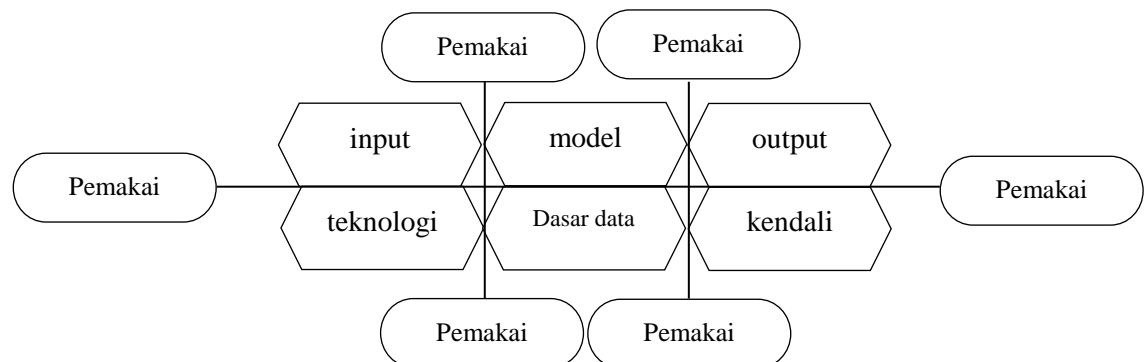 Pemakai
Pemakai
input
model
output
Pemakai
Pemakai
teknologi
Dasar data
kendali
Pemakai
Pemakai